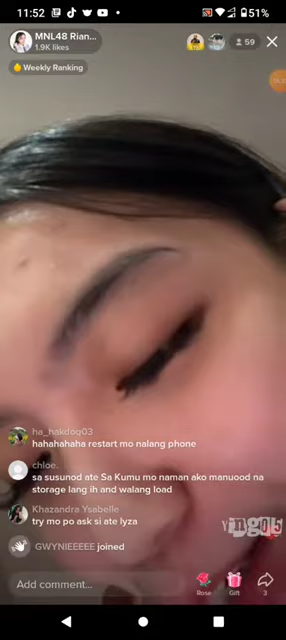 11:52
51%
MNL48 Rian...
1.9K likes
59
Weekly Ranking
ha_hakdog03
hahahahaha restart mo nalang phone
chloe.
sa susunod ate Sa Kumu mo naman ako manuood na
storage lang ih and walang load
Khazandra Ysabelle
try mo po ask si ate lyza
GWYNIEEEEE joined
Add comment...
Rose
Gift
3